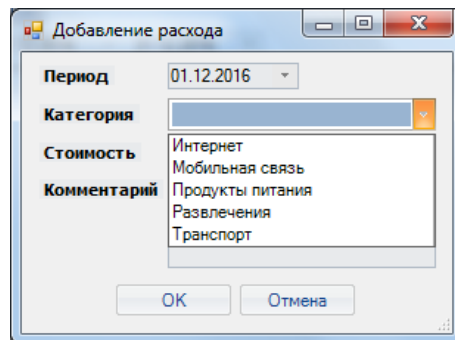 Добавление расхода
Период 01.12.2016
Категория
Стоимость
Интернет
Мобильная связь
Комментарий
Продукты питания
Развлечения
Транспорт
OK Отмена